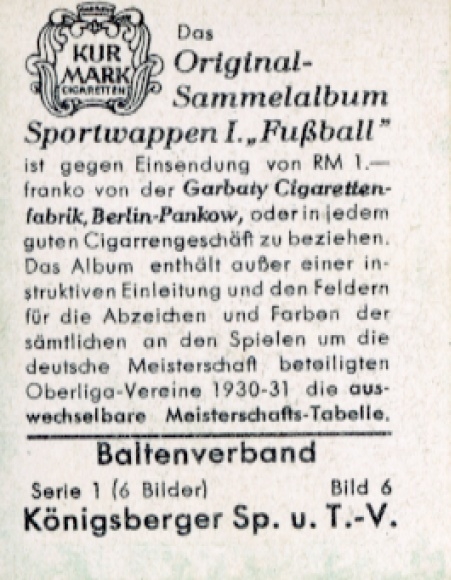 KUR
MARK
CIGARETTEN
Das
Original-
Sammelalbum
Sportwappen I. „Fußball”
ist gegen Einsendung von RM 1.—
franko von der Garbaty Cigaretten-
fabrik, Berlin-Pankow, oder in jedem
guten Cigarrengeschäft zu beziehen.
Das Album enthält außer einer in-
struktiven Einleitung und den Feldern
für die Abzeichen und Farben der
sämtlichen an den Spielen um die
deutsche Meisterschaft beteiligten
Oberliga-Vereine 1930-31 die aus-
wechselbare Meisterschafts-Tabelle.
Baltenverband
Serie 1 (6 Bilder) Bild 6
Königsberger Sp. u. T.-V.